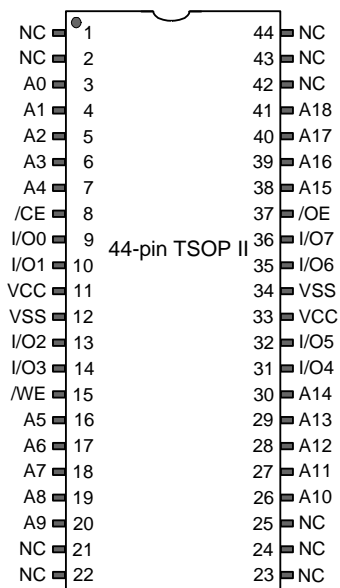 NC 1 44 NC
NC 2 43 NC
A0 3 42 NC
A1 4 41 A18
A2 5 40 A17
A3 6 39 A16
A4 7 38 A15
/CE 8 37 /OE
I/O0 9 36 I/O7
44-pin TSOP II
I/O1 10 35 I/O6
VCC 11 34 VSS
VSS 12 33 VCC
I/O2 13 32 I/O5
I/O3 14 31 I/O4
/WE 15 30 A14
A5 16 29 A13
A6 17 28 A12
A7 18 27 A11
A8 19 26 A10
A9 20 25 NC
NC 21 24 NC
NC 22 23 NC